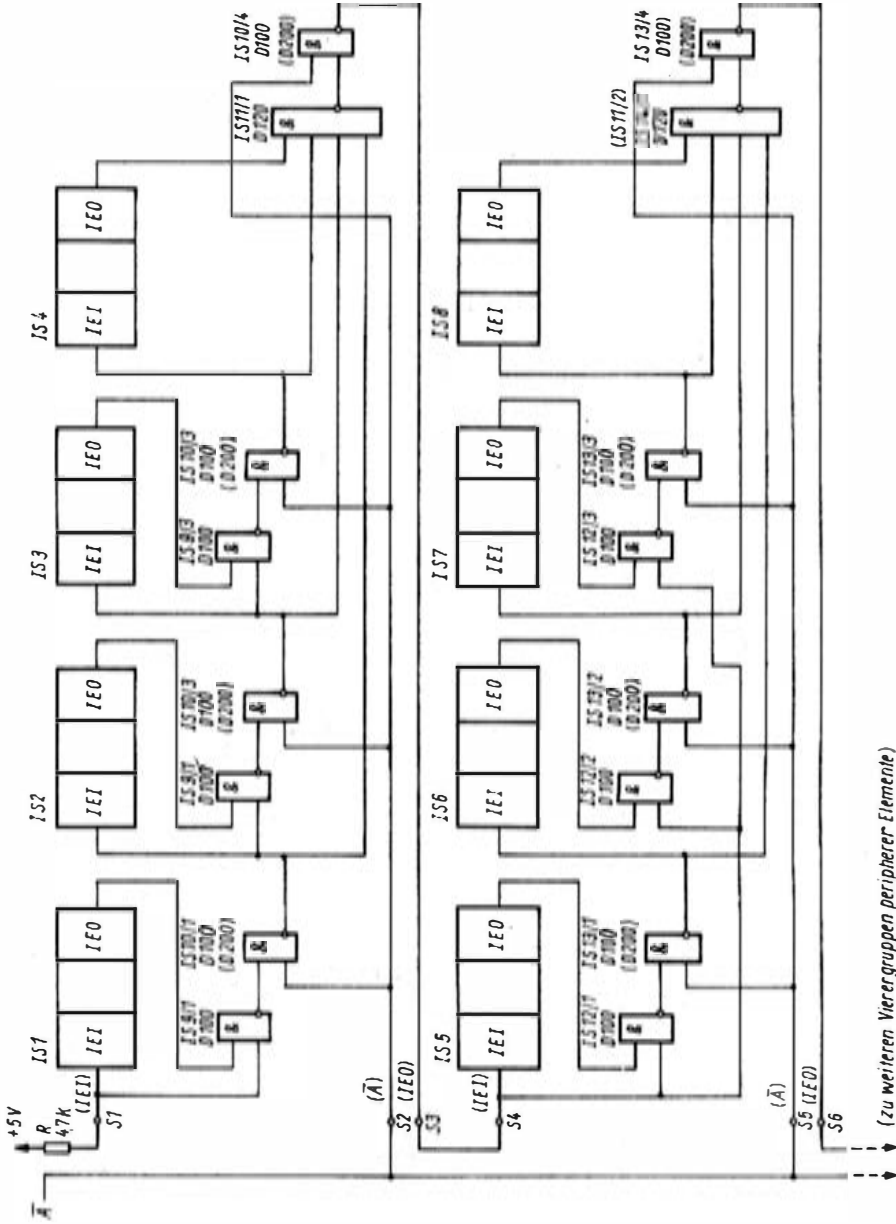 Ā
+5V
R
4,7K
(IEI)
S1
IS1
IEI
IEO
IS9/1
D100
&
IS10/1
D100
(D200)
&
IS2
IEI
IEO
IS9/1
D100
&
IS10/3
D100
(D200)
&
IS3
IEI
IEO
IS9/3
D100
&
IS10/3
D100
(D200)
&
IS4
IEI
IEO
IS11/1
D120
&
IS10/4
D100
(D200)
&
(Ā)
S2 (IEO)
S3
(IEI)
S4
IS5
IEI
IEO
IS12/1
D100
&
IS13/1
D100
(D200)
&
IS6
IEI
IEO
IS12/2
D100
&
IS13/2
D100
(D200)
&
IS7
IEI
IEO
IS12/3
D100
&
IS13/3
D100
(D200)
&
IS8
IEI
IEO
(IS11/2)
D120
&
IS13/4
D100)
(D200)
&
(Ā)
S5 (IEO)
S6
(zu weiteren Vierergruppen peripherer Elemente)